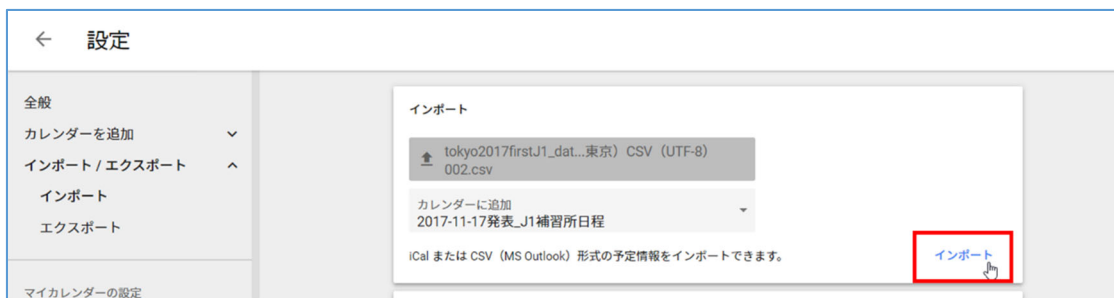 設定
全般
カレンダーを追加
インポート / エクスポート
インポート
エクスポート
マイカレンダーの設定
インポート
tokyo2017firstJ1_dat...東京）CSV（UTF-8）
002.csv
カレンダーに追加
2017-11-17発表_J1補習所日程
iCal または CSV（MS Outlook）形式の予定情報をインポートできます。
インポート